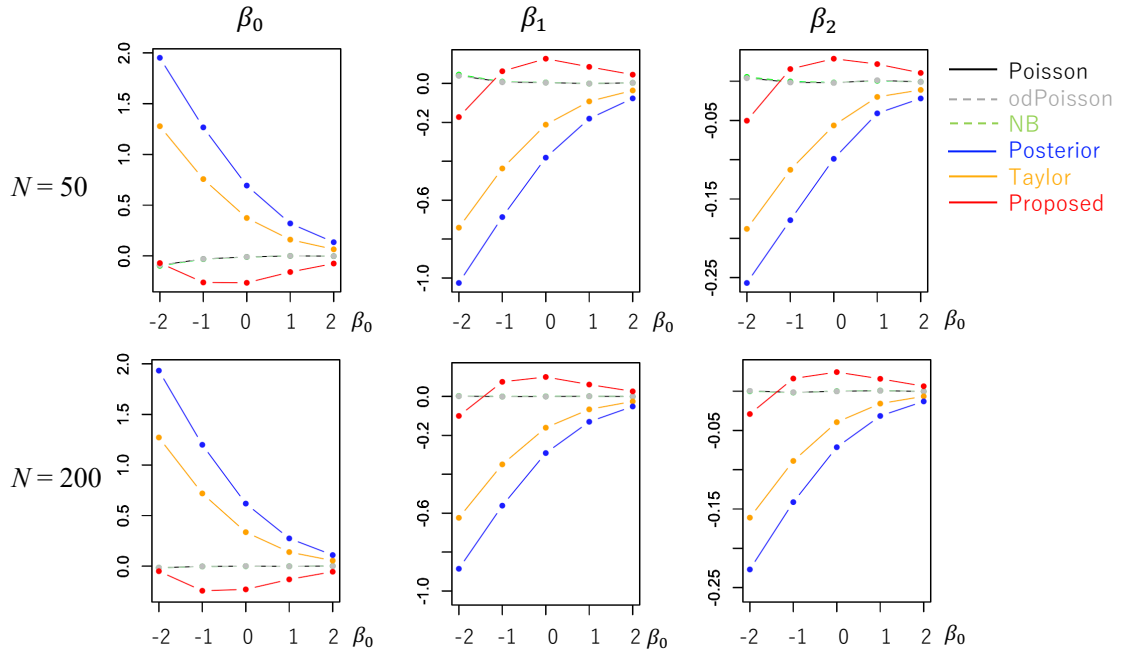 β₀ β₁ β₂
N = 50
2.0
1.5
1.0
0.5
0.0
-2 -1 0 1 2 β₀
0.0
-0.2
-0.6
-1.0
-2 -1 0 1 2 β₀
-0.05
-0.15
-0.25
-2 -1 0 1 2 β₀
Poisson
odPoisson
NB
Posterior
Taylor
Proposed
N = 200
2.0
1.5
1.0
0.5
0.0
-2 -1 0 1 2 β₀
0.0
-0.2
-0.6
-1.0
-2 -1 0 1 2 β₀
-0.05
-0.15
-0.25
-2 -1 0 1 2 β₀